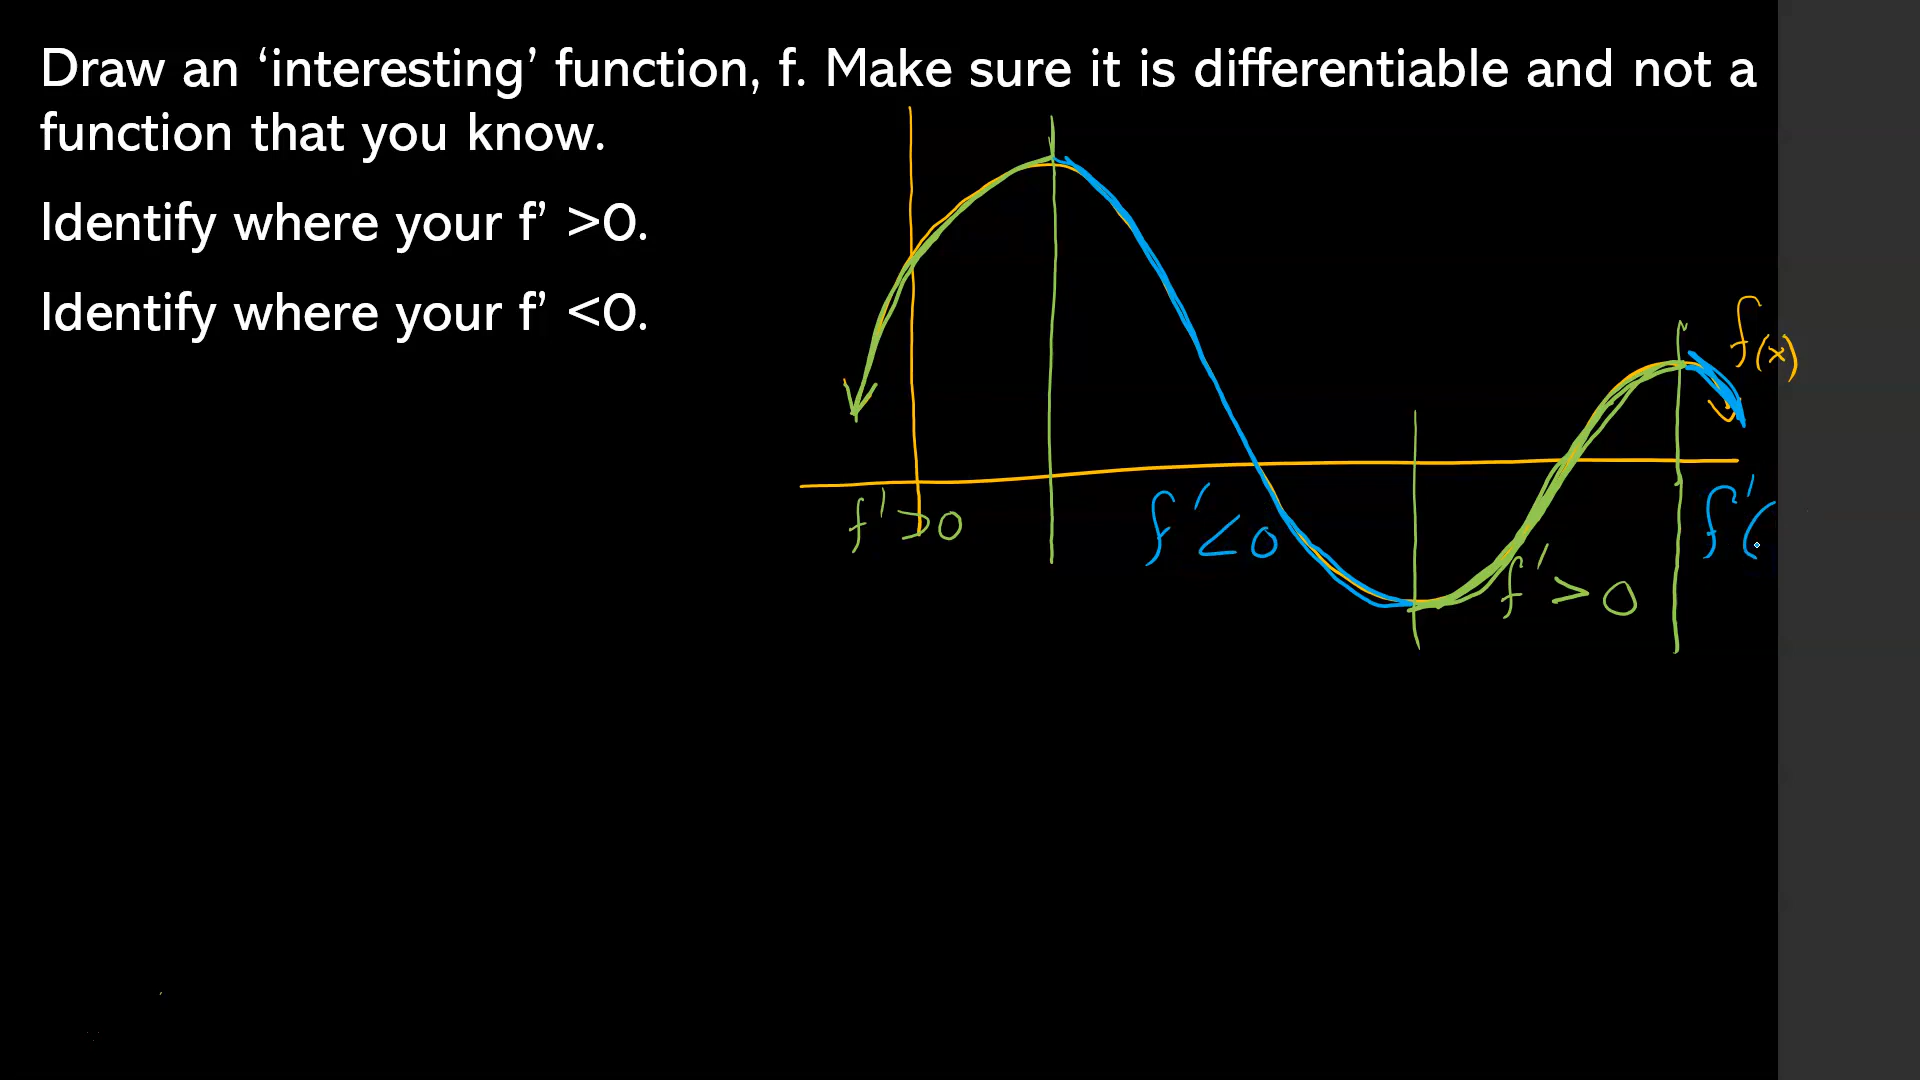 Draw an ‘interesting’ function, f. Make sure it is differentiable and not a
function that you know.
Identify where your f’ >0.
Identify where your f’ <0.
f(x)
f'>0
f'<0
f'>0
f'(